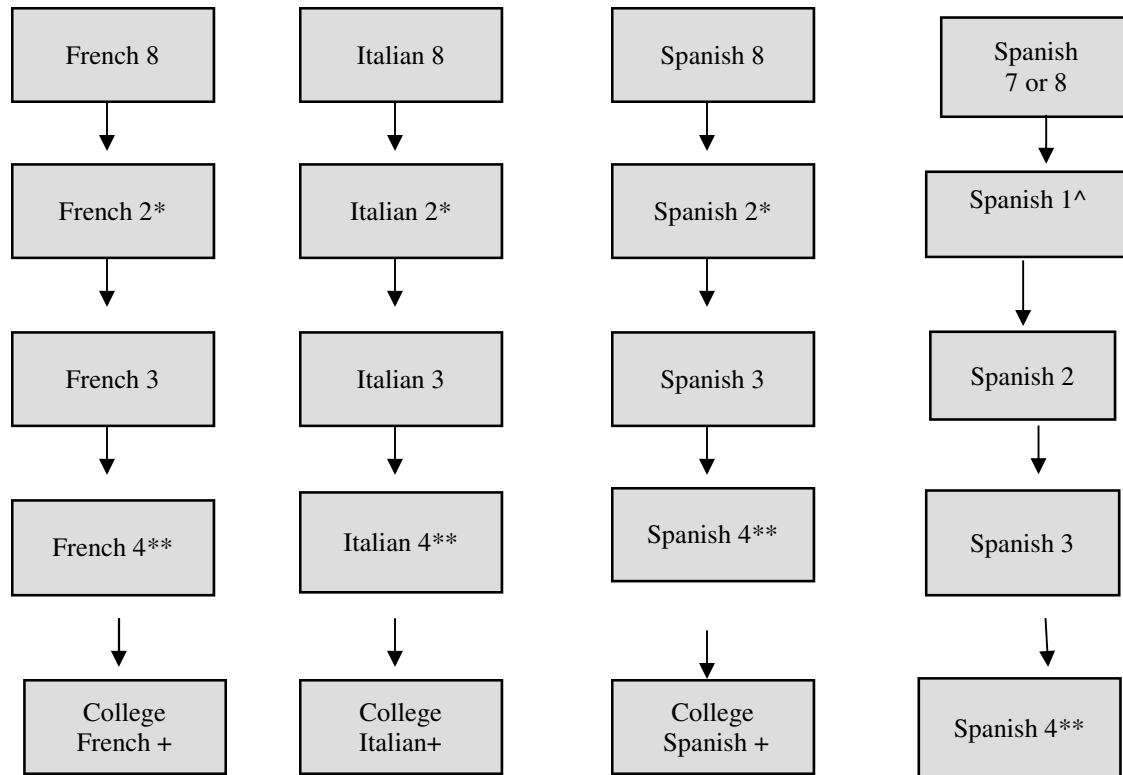 French 8
Italian 8
Spanish 8
Spanish
7 or 8
French 2*
Italian 2*
Spanish 2*
Spanish 1^
French 3
Italian 3
Spanish 3
Spanish 2
French 4**
Italian 4**
Spanish 4**
Spanish 3
College
French +
College
Italian+
College
Spanish +
Spanish 4**